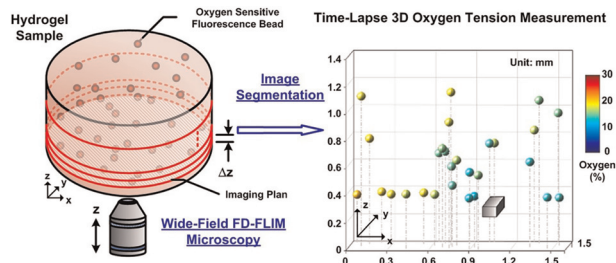 Hydrogel
Sample
Oxygen Sensitive
Fluorescence Bead
Δz
Imaging Plan
z
y
x
z
Wide-Field FD-FLIM
Microscopy
Image
Segmentation
Time-Lapse 3D Oxygen Tension Measurement
Unit: mm
1.4
1.2
1.0
0.8
0.6
0.4
0.2
0
z
y
x
0
0.3
0.6
0.9
1.2
1.5
1.5
30
20
10
0
Oxygen
(%)